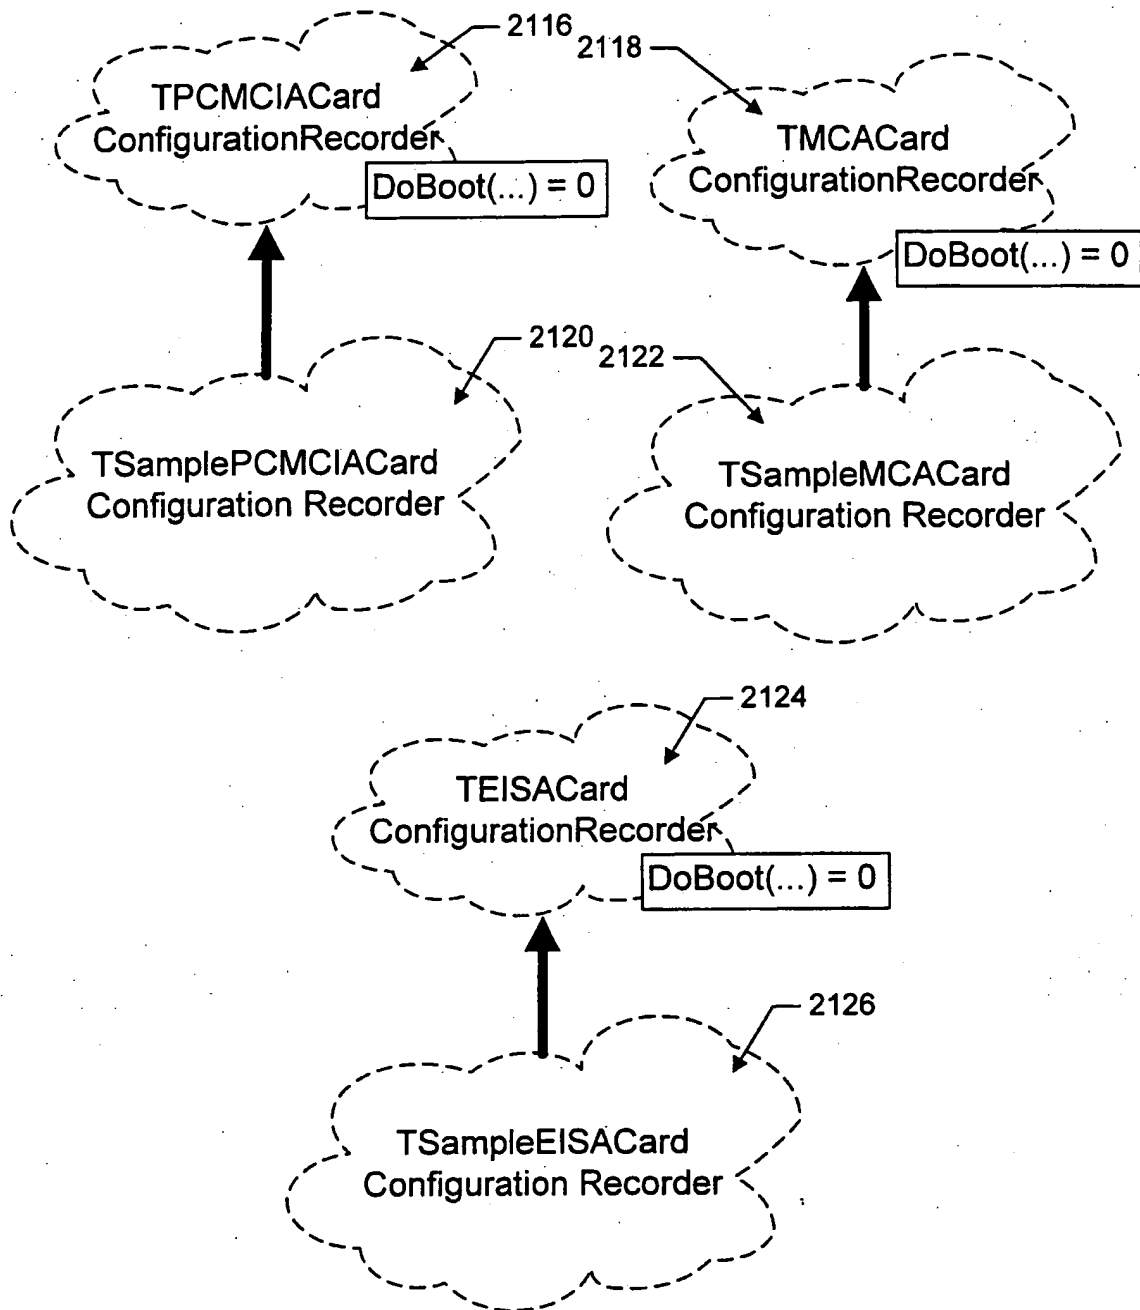 2116
2118
TPCMCIACard
ConfigurationRecorder
DoBoot(...) = 0
TMCACard
ConfigurationRecorder
DoBoot(...) = 0
2120
2122
TSamplePCMCIACard
Configuration Recorder
TSampleMCACard
Configuration Recorder
2124
TEISACard
ConfigurationRecorder
DoBoot(...) = 0
2126
TSampleEISACard
Configuration Recorder